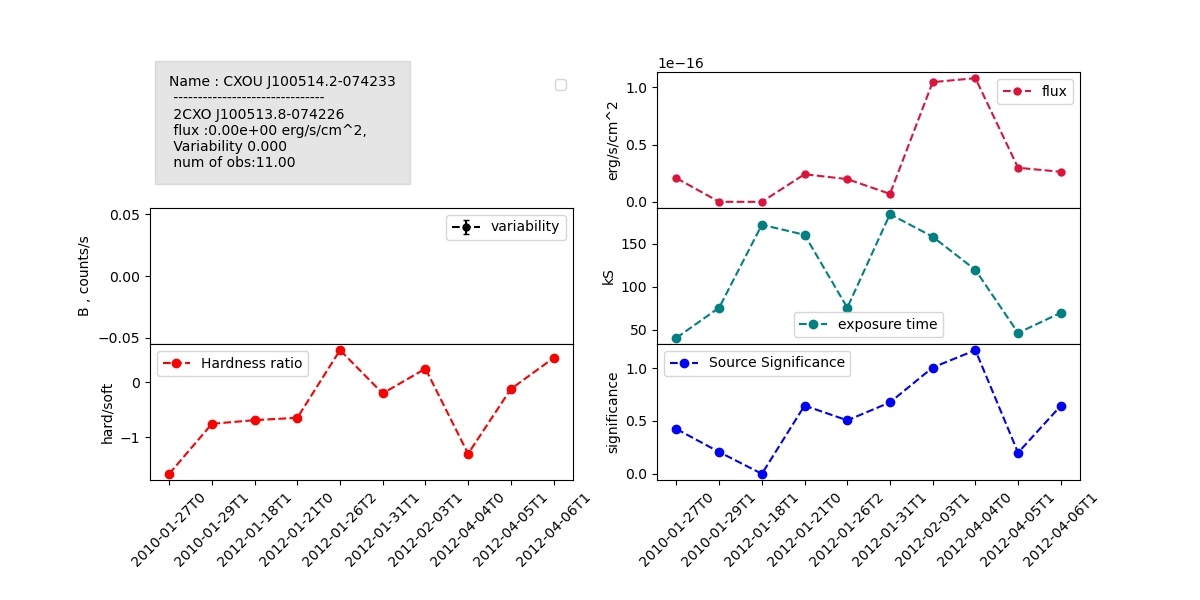 Name : CXOU J100514.2-074233
-------------------------------
2CXO J100513.8-074226
flux :0.00e+00 erg/s/cm^2,
Variability 0.000
num of obs:11.00
0.05
0.00
−0.05
B , counts/s
variability
0
−1
hard/soft
Hardness ratio
2010-01-27T0
2010-01-29T1
2012-01-18T1
2012-01-21T0
2012-01-26T2
2012-01-31T1
2012-02-03T1
2012-04-04T0
2012-04-05T1
2012-04-06T1
1e−16
1.0
0.5
0.0
erg/s/cm^2
flux
150
100
50
kS
exposure time
1.0
0.5
0.0
significance
Source Significance
2010-01-27T0
2010-01-29T1
2012-01-18T1
2012-01-21T0
2012-01-26T2
2012-01-31T1
2012-02-03T1
2012-04-04T0
2012-04-05T1
2012-04-06T1